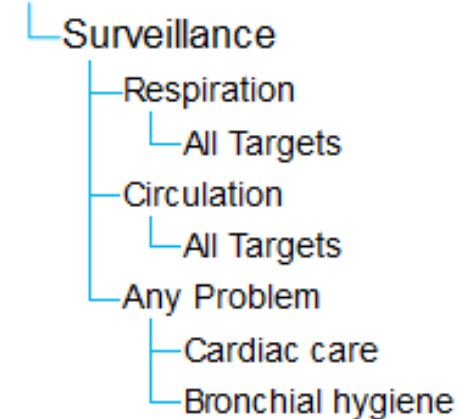 Surveillance
Respiration
All Targets
Circulation
All Targets
Any Problem
Cardiac care
Bronchial hygiene